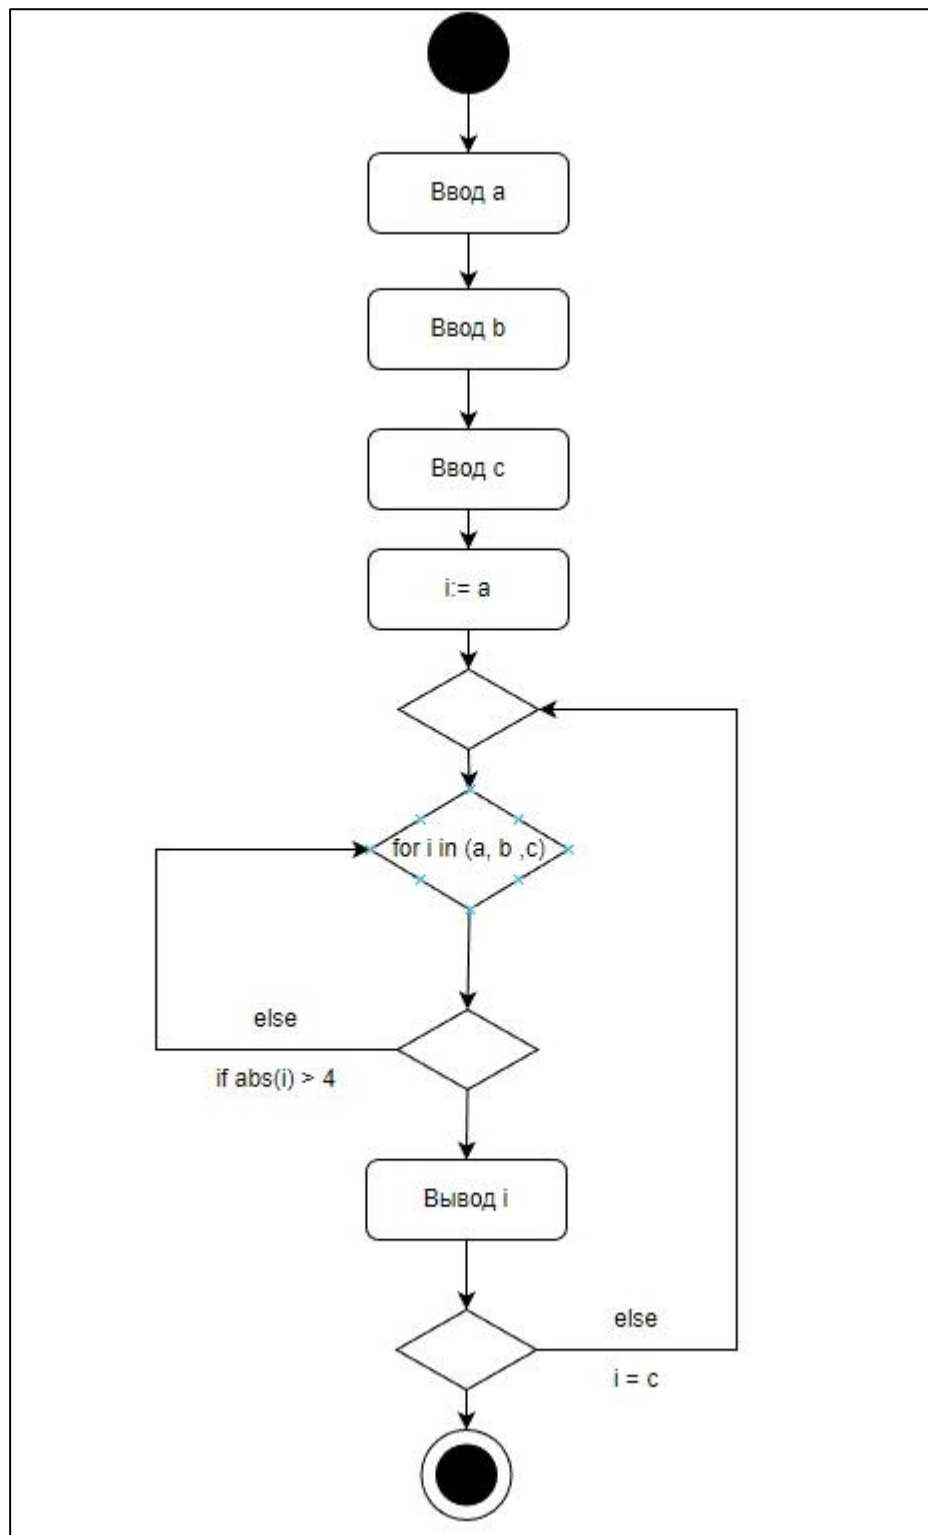 Ввод a
Ввод b
Ввод c
i:= a
for i in (a, b ,c)
else
if abs(i) > 4
Вывод i
else
i = c